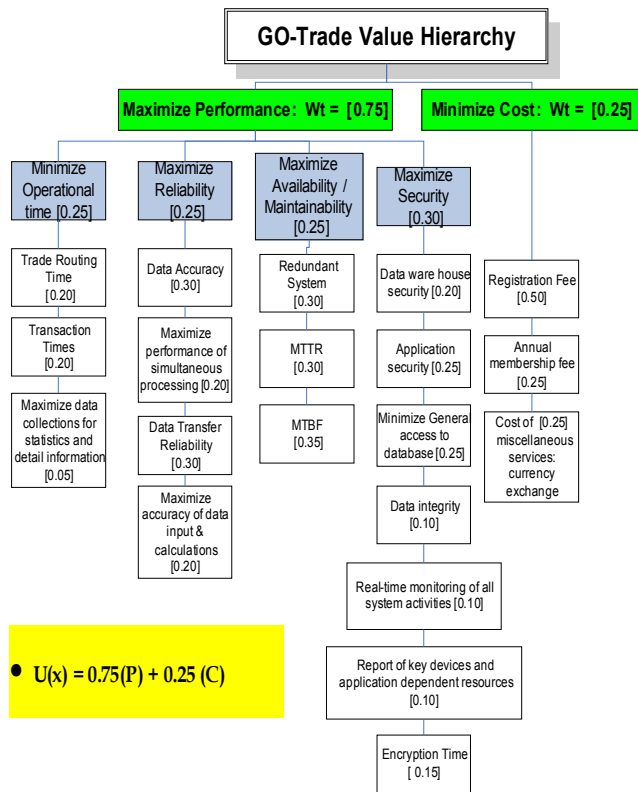 GO-Trade Value Hierarchy
Maximize Performance: Wt = [0.75]
Minimize Cost: Wt = [0.25]
Minimize
Operational
time [0.25]
Maximize
Reliability
[0.25]
Maximize
Availability /
Maintainability
[0.25]
Maximize
Security
[0.30]
Trade Routing
Time
[0.20]
Transaction
Times
[0.20]
Maximize data
collections for
statistics and
detail information
[0.05]
Data Accuracy
[0.30]
Maximize
performance of
simultaneous
processing [0.20]
Data Transfer
Reliability
[0.30]
Maximize
accuracy of data
input &
calculations
[0.20]
Redundant
System
[0.30]
MTTR
[0.30]
MTBF
[0.35]
Data ware house
security [0.20]
Application
security [0.25]
Minimize General
access to
database [0.25]
Data integrity
[0.10]
Real-time monitoring of all
system activities [0.10]
Report of key devices and
application dependent resources
[0.10]
Encryption Time
[ 0.15]
Registration Fee
[0.50]
Annual
membership fee
[0.25]
Cost of [0.25]
miscellaneous
services:
currency
exchange
• U(x) = 0.75(P) + 0.25 (C)